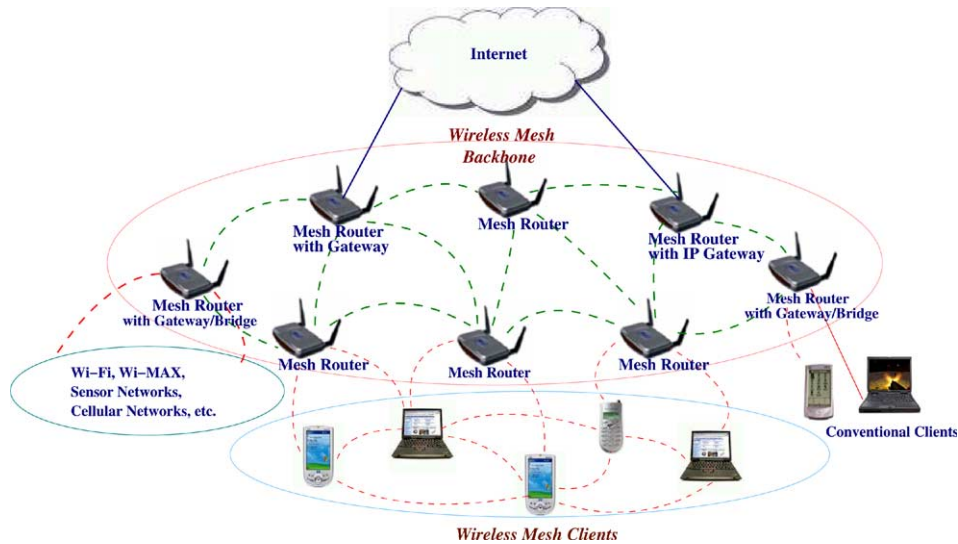 Internet
Wireless Mesh
Backbone
Mesh Router
with Gateway
Mesh Router
Mesh Router
with IP Gateway
Mesh Router
with Gateway/Bridge
Mesh Router
with Gateway/Bridge
Mesh Router
Mesh Router
Mesh Router
Wi-Fi, Wi-MAX,
Sensor Networks,
Cellular Networks, etc.
Conventional Clients
Wireless Mesh Clients